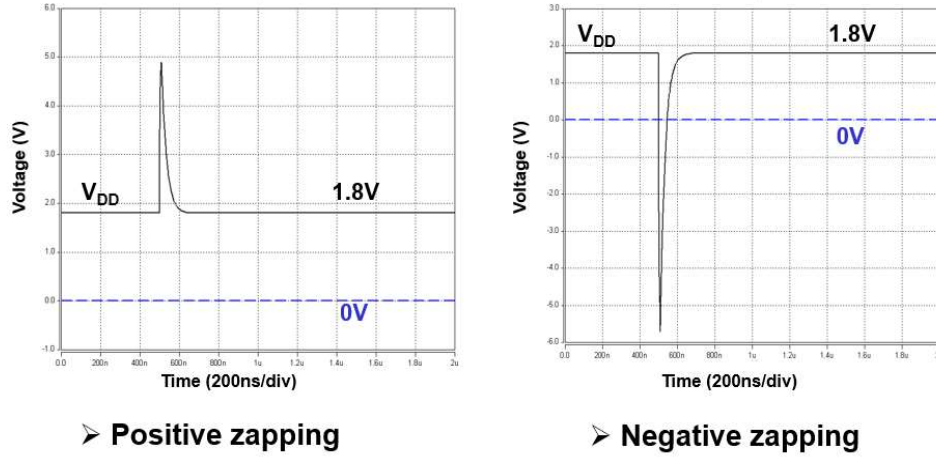 6.0
5.0
4.0
3.0
2.0
1.0
0.0
-1.0
Voltage (V)
VDD
1.8V
0V
0.0 200n 400n 600n 800n 1u 1.2u 1.4u 1.6u 1.8u 2u
Time (200ns/div)
➢ Positive zapping
3.0
2.0
1.0
0.0
-1.0
-2.0
-3.0
-4.0
-5.0
-6.0
Voltage (V)
VDD
1.8V
0V
0.0 200n 400n 600n 800n 1u 1.2u 1.4u 1.6u 1.8u
Time (200ns/div)
➢ Negative zapping